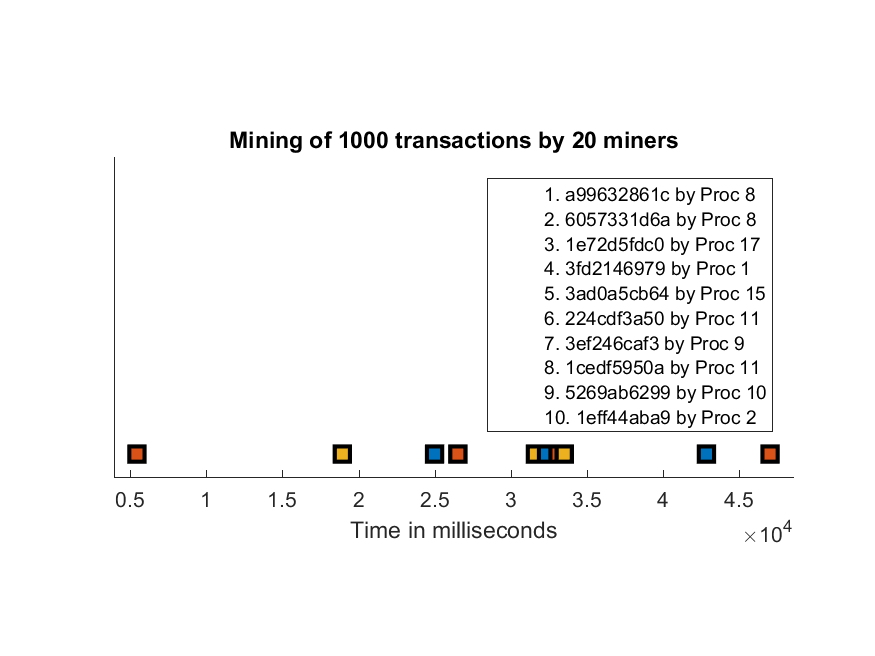 Mining of 1000 transactions by 20 miners
1. a99632861c by Proc 8
2. 6057331d6a by Proc 8
3. 1e72d5fdc0 by Proc 17
4. 3fd2146979 by Proc 1
5. 3ad0a5cb64 by Proc 15
6. 224cdf3a50 by Proc 11
7. 3ef246caf3 by Proc 9
8. 1cedf5950a by Proc 11
9. 5269ab6299 by Proc 10
10. 1eff44aba9 by Proc 2
0.5 1 1.5 2 2.5 3 3.5 4 4.5
Time in milliseconds
×10⁴